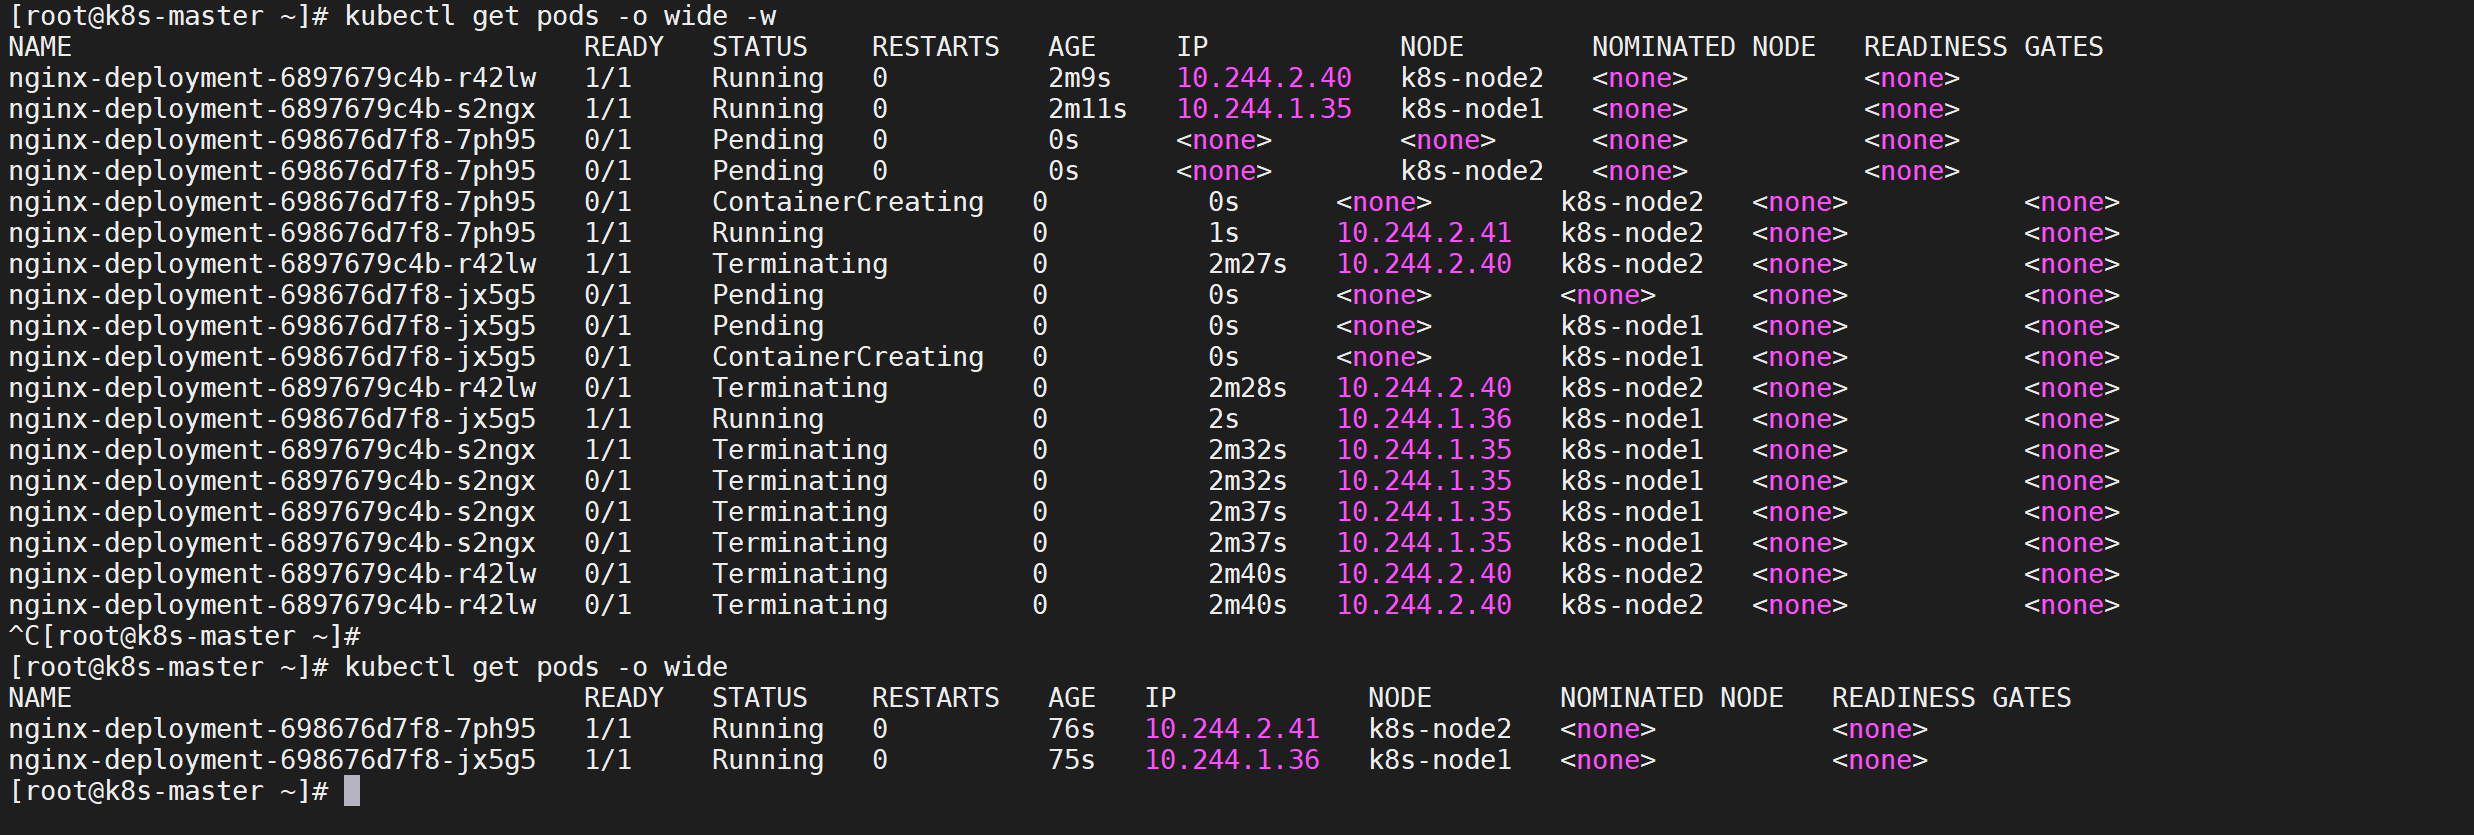 [root@k8s-master ~]# kubectl get pods -o wide -w
NAME                                READY   STATUS    RESTARTS   AGE     IP            NODE        NOMINATED NODE   READINESS GATES
nginx-deployment-6897679c4b-r42lw   1/1     Running   0          2m9s    10.244.2.40   k8s-node2   <none>           <none>
nginx-deployment-6897679c4b-s2ngx   1/1     Running   0          2m11s   10.244.1.35   k8s-node1   <none>           <none>
nginx-deployment-698676d7f8-7ph95   0/1     Pending   0          0s      <none>        <none>      <none>           <none>
nginx-deployment-698676d7f8-7ph95   0/1     Pending   0          0s      <none>        k8s-node2   <none>           <none>
nginx-deployment-698676d7f8-7ph95   0/1     ContainerCreating   0          0s      <none>        k8s-node2   <none>           <none>
nginx-deployment-698676d7f8-7ph95   1/1     Running             0          1s      10.244.2.41   k8s-node2   <none>           <none>
nginx-deployment-6897679c4b-r42lw   1/1     Terminating         0          2m27s   10.244.2.40   k8s-node2   <none>           <none>
nginx-deployment-698676d7f8-jx5g5   0/1     Pending             0          0s      <none>        <none>      <none>           <none>
nginx-deployment-698676d7f8-jx5g5   0/1     Pending             0          0s      <none>        k8s-node1   <none>           <none>
nginx-deployment-698676d7f8-jx5g5   0/1     ContainerCreating   0          0s      <none>        k8s-node1   <none>           <none>
nginx-deployment-6897679c4b-r42lw   0/1     Terminating         0          2m28s   10.244.2.40   k8s-node2   <none>           <none>
nginx-deployment-698676d7f8-jx5g5   1/1     Running             0          2s      10.244.1.36   k8s-node1   <none>           <none>
nginx-deployment-6897679c4b-s2ngx   1/1     Terminating         0          2m32s   10.244.1.35   k8s-node1   <none>           <none>
nginx-deployment-6897679c4b-s2ngx   0/1     Terminating         0          2m32s   10.244.1.35   k8s-node1   <none>           <none>
nginx-deployment-6897679c4b-s2ngx   0/1     Terminating         0          2m37s   10.244.1.35   k8s-node1   <none>           <none>
nginx-deployment-6897679c4b-s2ngx   0/1     Terminating         0          2m37s   10.244.1.35   k8s-node1   <none>           <none>
nginx-deployment-6897679c4b-r42lw   0/1     Terminating         0          2m40s   10.244.2.40   k8s-node2   <none>           <none>
nginx-deployment-6897679c4b-r42lw   0/1     Terminating         0          2m40s   10.244.2.40   k8s-node2   <none>           <none>
^C[root@k8s-master ~]#
[root@k8s-master ~]# kubectl get pods -o wide
NAME                                READY   STATUS    RESTARTS   AGE   IP            NODE        NOMINATED NODE   READINESS GATES
nginx-deployment-698676d7f8-7ph95   1/1     Running   0          76s   10.244.2.41   k8s-node2   <none>           <none>
nginx-deployment-698676d7f8-jx5g5   1/1     Running   0          75s   10.244.1.36   k8s-node1   <none>           <none>
[root@k8s-master ~]#